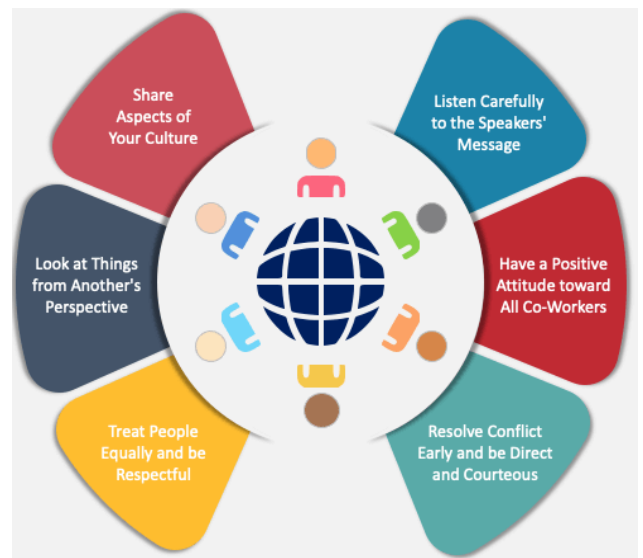 Share
Aspects of
Your Culture
Listen Carefully
to the Speakers'
Message
Look at Things
from Another's
Perspective
Have a Positive
Attitude toward
All Co-Workers
Treat People
Equally and be
Respectful
Resolve Conflict
Early and be Direct
and Courteous